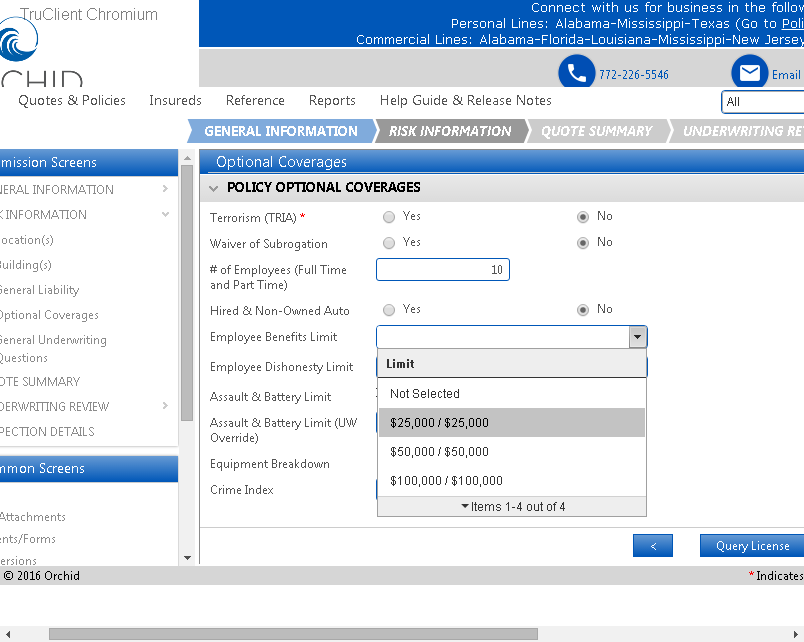 TruClient Chromium
Connect with us for business in the follow
Personal Lines: Alabama-Mississippi-Texas (Go to Poli
Commercial Lines: Alabama-Florida-Louisiana-Mississippi-New Jersey
CHID
772-226-5546
Email
Quotes & Policies
Insureds
Reference
Reports
Help Guide & Release Notes
All
GENERAL INFORMATION
RISK INFORMATION
QUOTE SUMMARY
UNDERWRITING RE
mission Screens
NERAL INFORMATION
K INFORMATION
ocation(s)
Building(s)
General Liability
Optional Coverages
General Underwriting
Questions
OTE SUMMARY
DERWRITING REVIEW
PECTION DETAILS
mmon Screens
Attachments
ents/Forms
ersions
Optional Coverages
POLICY OPTIONAL COVERAGES
Terrorism (TRIA) *
Yes
No
Waiver of Subrogation
Yes
No
# of Employees (Full Time
and Part Time)
10
Hired & Non-Owned Auto
Yes
No
Employee Benefits Limit
Employee Dishonesty Limit
Assault & Battery Limit
Assault & Battery Limit (UW
Override)
Equipment Breakdown
Crime Index
Limit
Not Selected
$25,000 / $25,000
$50,000 / $50,000
$100,000 / $100,000
Items 1-4 out of 4
<
Query License
© 2016 Orchid
* Indicates